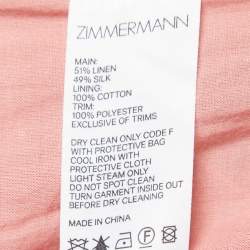 ZIMMERMANN
MAIN:
51% LINEN
49% SILK
LINING:
100% COTTON
TRIM:
100% POLYESTER
EXCLUSIVE OF TRIMS
DRY CLEAN ONLY CODE F
WITH PROTECTIVE BAG
COOL IRON WITH
PROTECTIVE CLOTH
LIGHT STEAM ONLY
DO NOT SPOT CLEAN
TURN GARMENT INSIDE OUT
BEFORE DRY CLEANING
MADE IN CHINA